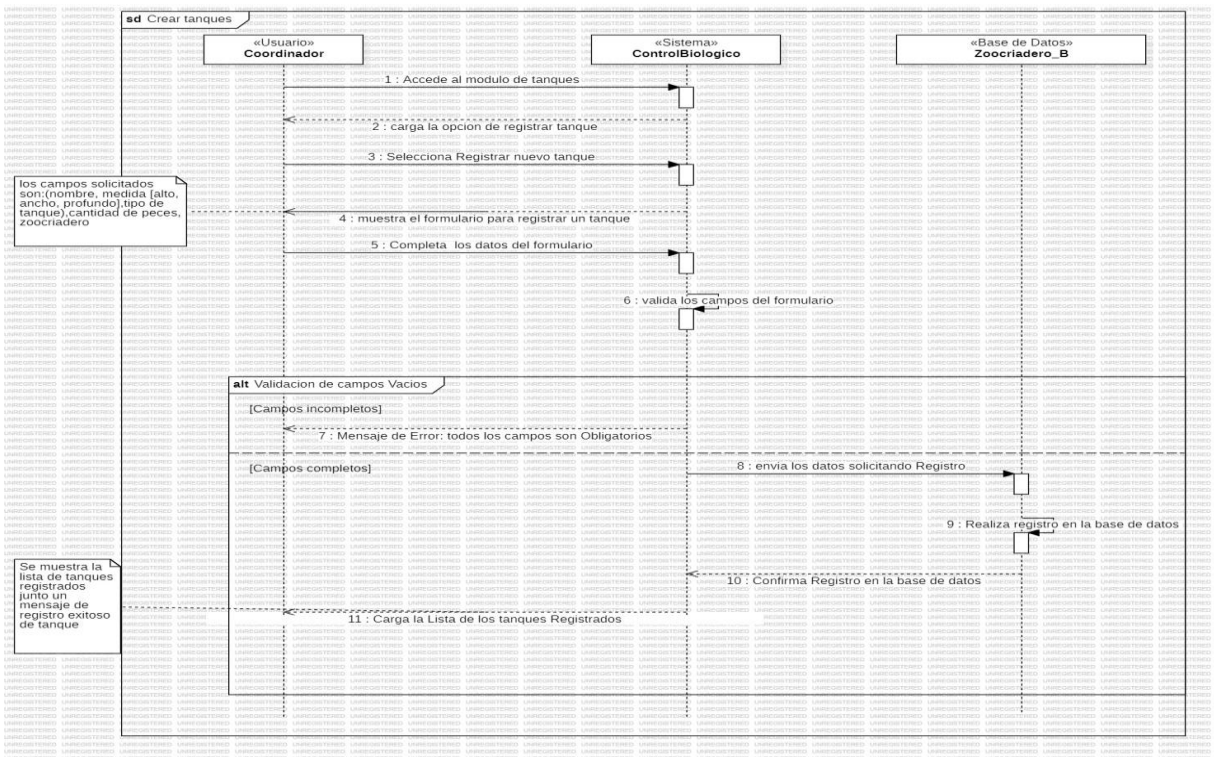 sd Crear tanques
«Usuario»
Coordinador
«Sistema»
ControlBiologico
«Base de Datos»
Zoocriadero_B
1 : Accede al modulo de tanques
2 : carga la opcion de registrar tanque
3 : Selecciona Registrar nuevo tanque
los campos solicitados
son:(nombre, medida [alto,
ancho, profundo],tipo de
tanque),cantidad de peces,
zoocriadero
4 : muestra el formulario para registrar un tanque
5 : Completa los datos del formulario
6 : valida los campos del formulario
alt Validacion de campos Vacios
[Campos incompletos]
7 : Mensaje de Error: todos los campos son Obligatorios
[Campos completos]
8 : envia los datos solicitando Registro
9 : Realiza registro en la base de datos
10 : Confirma Registro en la base de datos
Se muestra la
lista de tanques
registrados
junto un
mensaje de
registro exitoso
de tanque
11 : Carga la Lista de los tanques Registrados
UNREGISTERED